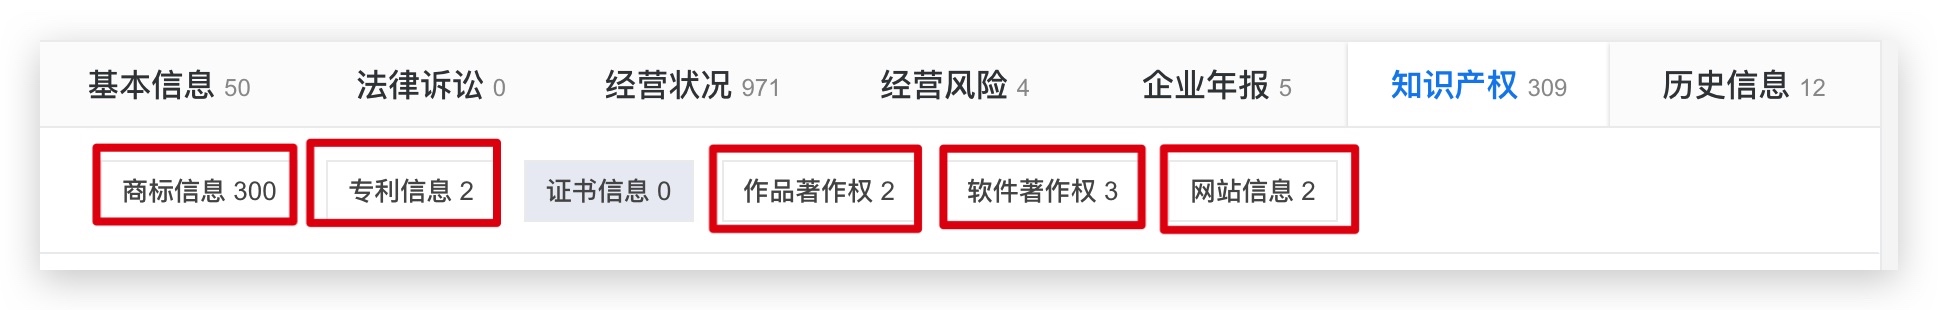 基本信息 50 法律诉讼 0 经营状况 971 经营风险 4 企业年报 5 知识产权 309 历史信息 12
商标信息 300 专利信息 2 证书信息 0 作品著作权 2 软件著作权 3 网站信息 2